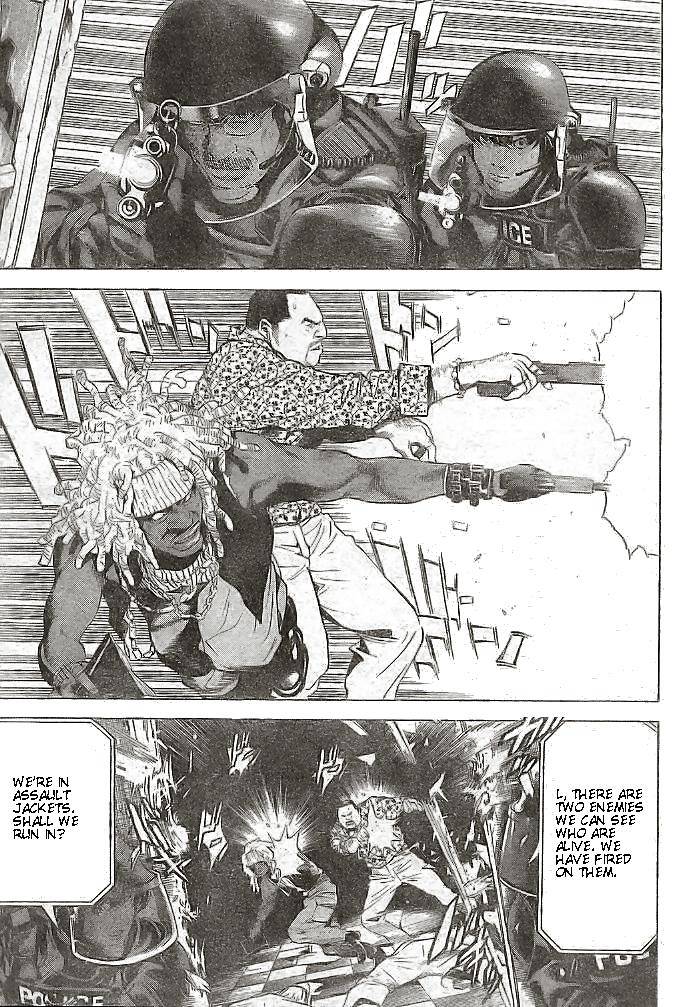 ICE
L, THERE ARE
TWO ENEMIES
WE CAN SEE
WHO ARE
ALIVE. WE
HAVE FIRED
ON THEM.
WE'RE IN
ASSAULT
JACKETS.
SHALL WE
RUN IN?